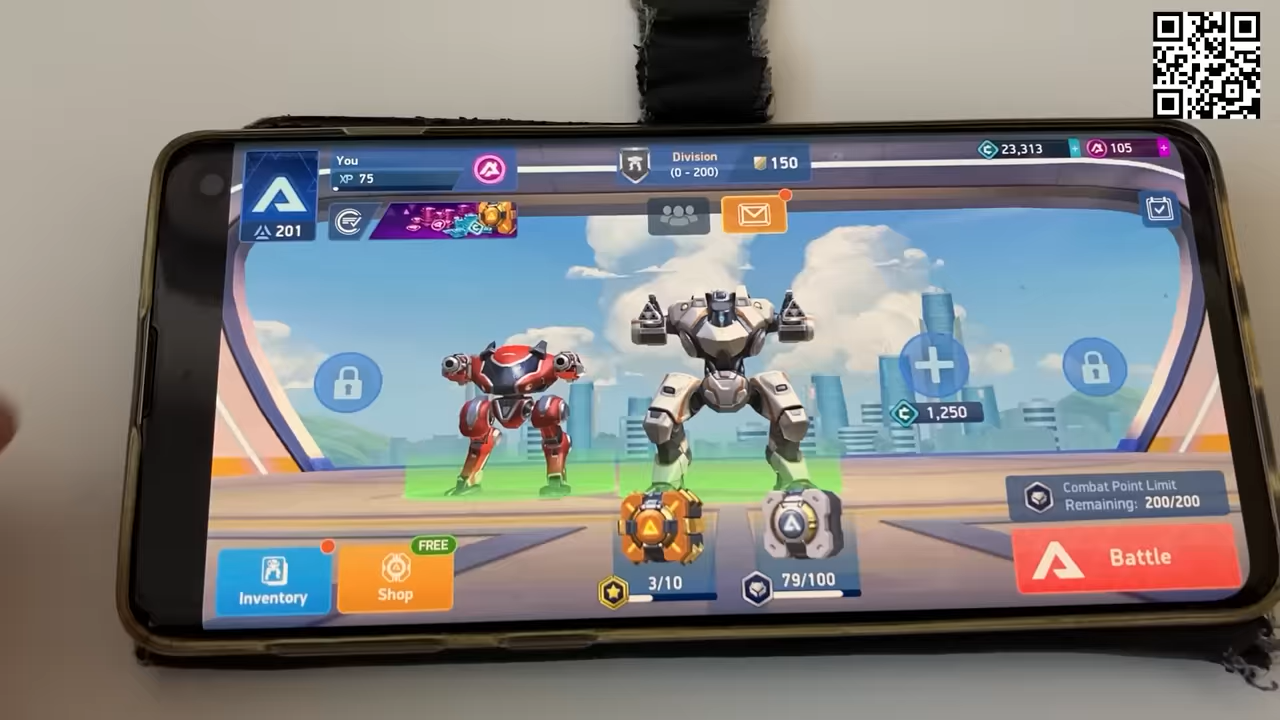 You
XP 75
201
Division
(0 - 200)
150
23,313
105
1,250
Combat Point Limit
Remaining: 200/200
Battle
FREE
Inventory
Shop
3/10
79/100